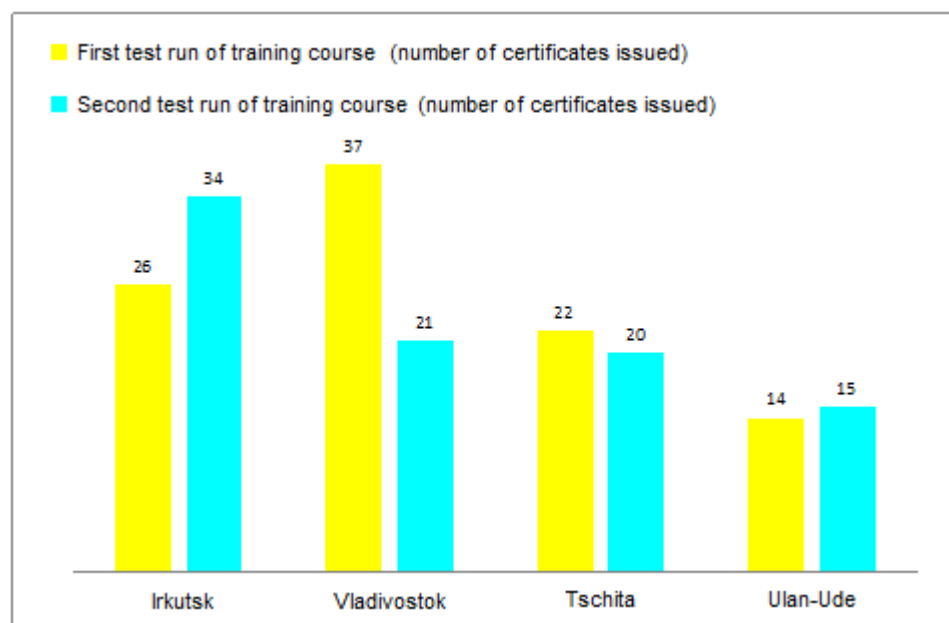 First test run of training course (number of certificates issued)
Second test run of training course (number of certificates issued)
37
34
26
21
22
20
14
15
Irkutsk
Vladivostok
Tschita
Ulan-Ude